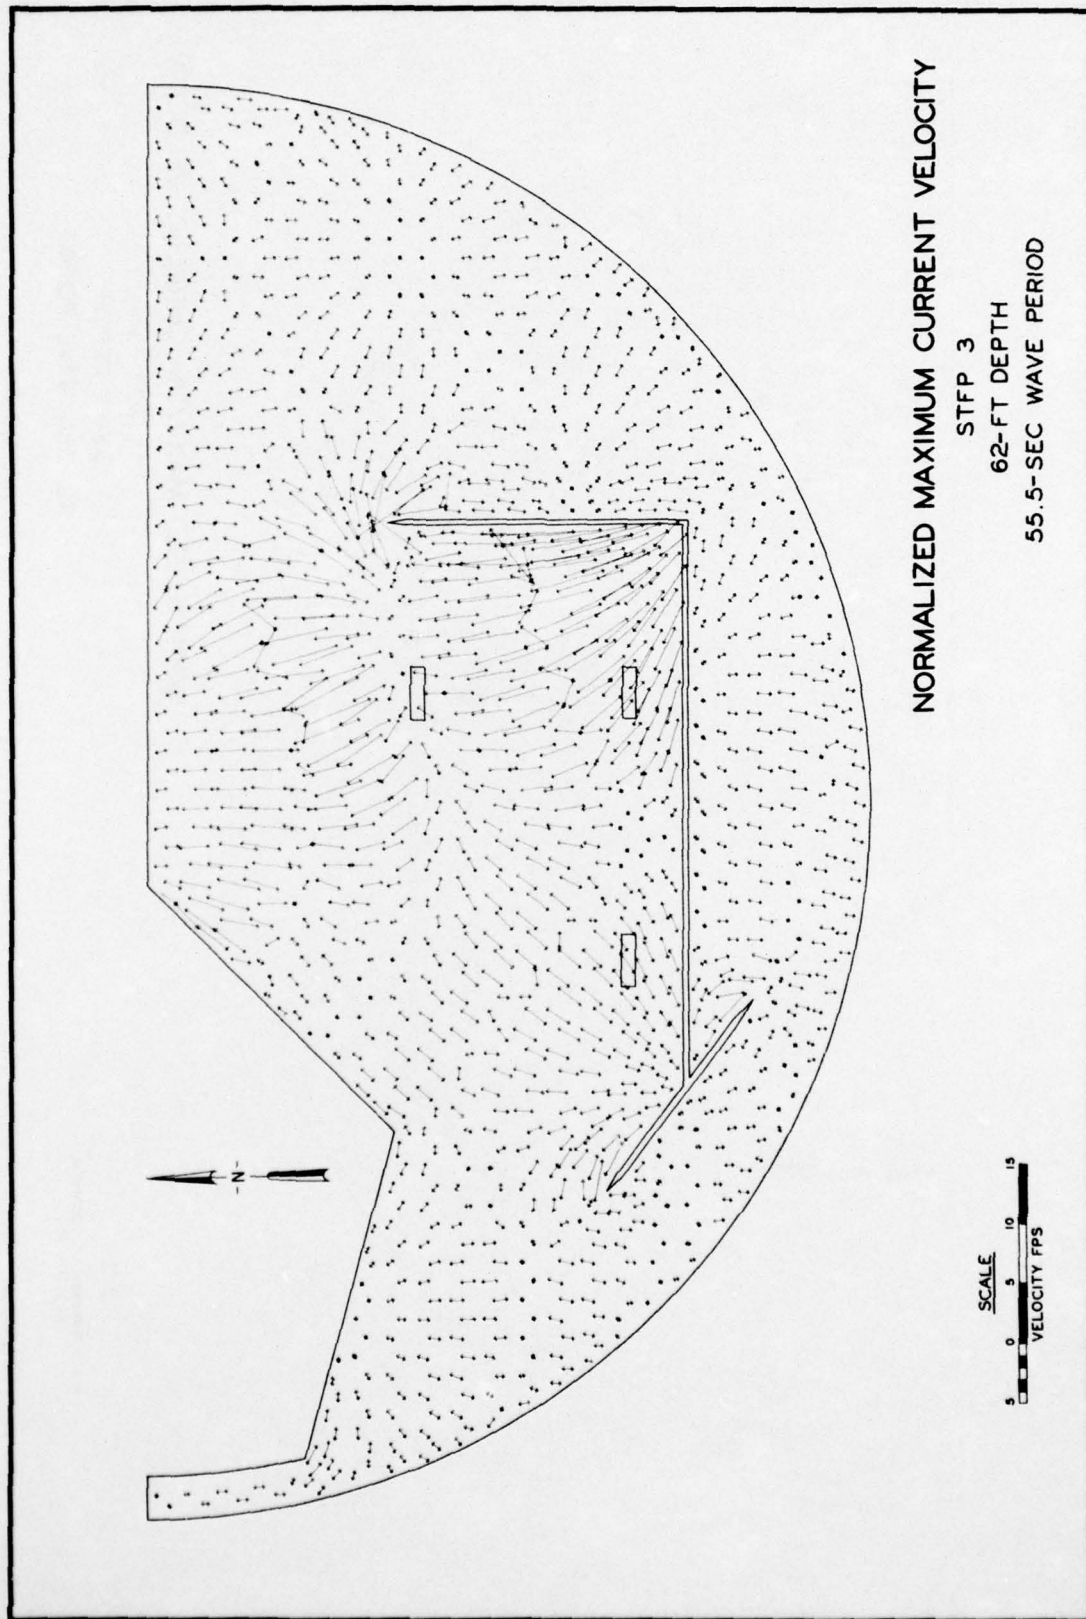 NORMALIZED MAXIMUM CURRENT VELOCITY
STFP 3
62-FT DEPTH
55.5-SEC WAVE PERIOD
-N-
SCALE
5 0 5 10 15
VELOCITY FPS